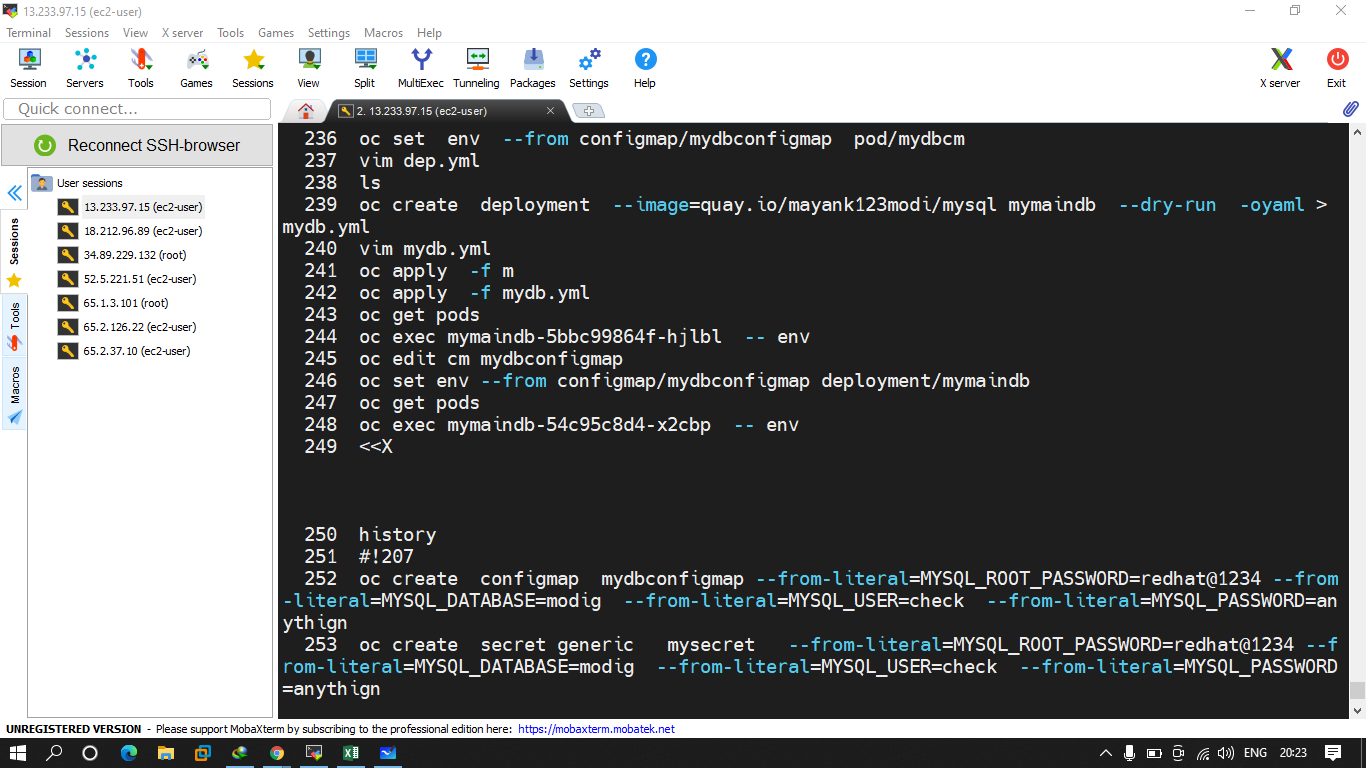 13.233.97.15 (ec2-user)
Terminal Sessions View X server Tools Games Settings Macros Help
Session Servers Tools Games Sessions View Split MultiExec Tunneling Packages Settings Help X server Exit
Quick connect...
2. 13.233.97.15 (ec2-user)
Reconnect SSH-browser
User sessions
13.233.97.15 (ec2-user)
18.212.96.89 (ec2-user)
34.89.229.132 (root)
52.5.221.51 (ec2-user)
65.1.3.101 (root)
65.2.126.22 (ec2-user)
65.2.37.10 (ec2-user)
Sessions
Tools
Macros
236 oc set env --from configmap/mydbconfigmap pod/mydbcm
237 vim dep.yml
238 ls
239 oc create deployment --image=quay.io/mayank123modi/mysql mymaindb --dry-run -oyaml >
mydb.yml
240 vim mydb.yml
241 oc apply -f m
242 oc apply -f mydb.yml
243 oc get pods
244 oc exec mymaindb-5bbc99864f-hjlbl -- env
245 oc edit cm mydbconfigmap
246 oc set env --from configmap/mydbconfigmap deployment/mymaindb
247 oc get pods
248 oc exec mymaindb-54c95c8d4-x2cbp -- env
249 <<X
250 history
251 #!207
252 oc create configmap mydbconfigmap --from-literal=MYSQL_ROOT_PASSWORD=redhat@1234 --from
-literal=MYSQL_DATABASE=modig --from-literal=MYSQL_USER=check --from-literal=MYSQL_PASSWORD=an
ythign
253 oc create secret generic mysecret --from-literal=MYSQL_ROOT_PASSWORD=redhat@1234 --f
rom-literal=MYSQL_DATABASE=modig --from-literal=MYSQL_USER=check --from-literal=MYSQL_PASSWORD
=anythign
UNREGISTERED VERSION - Please support MobaXterm by subscribing to the professional edition here: https://mobaxterm.mobatek.net
ENG 20:23